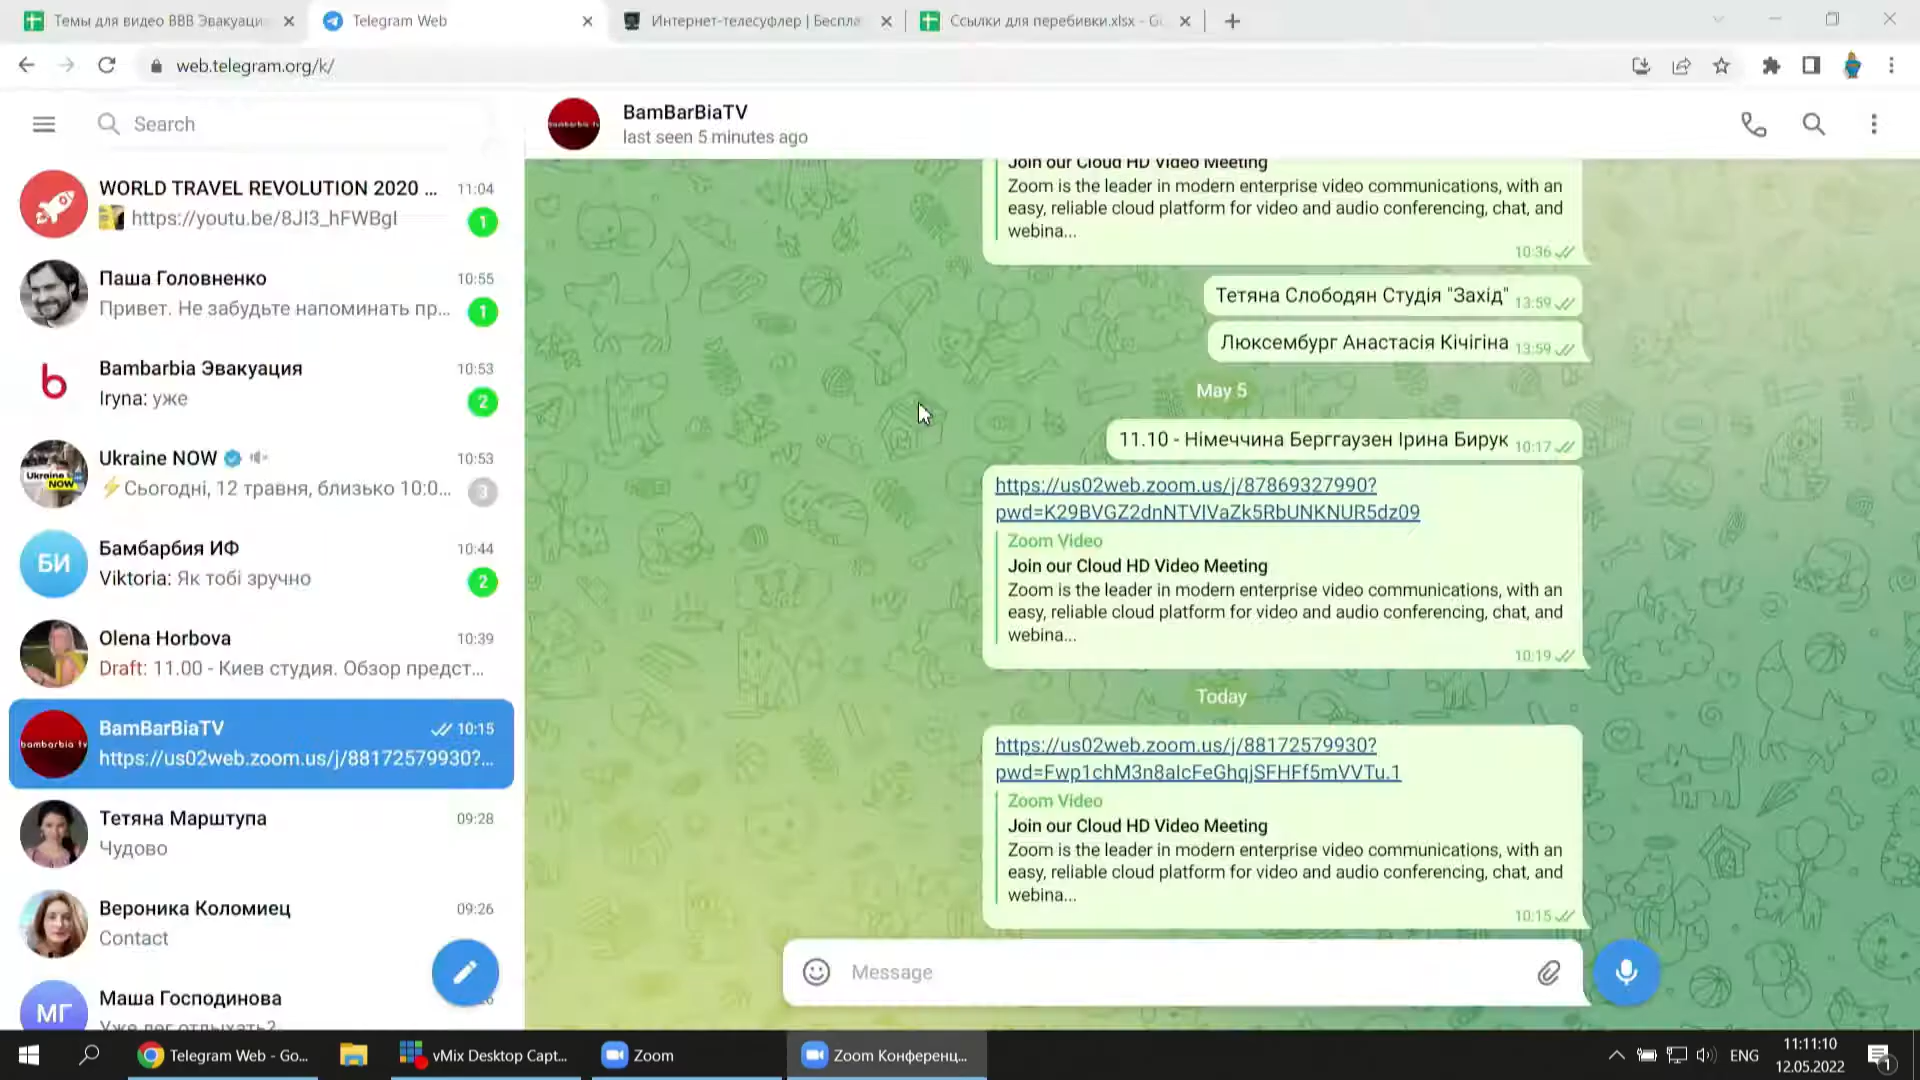 Темы для видео ВВВ Эвакуаци
Telegram Web
Интернет-телесуфлер | Беспла
Ссылки для перебивки.xlsx - Go
web.telegram.org/k/
Search
WORLD TRAVEL REVOLUTION 2020 ...
11:04
https://youtu.be/8JI3_hFWBgI
1
Паша Головненко
10:55
Привет. Не забудьте напоминать пр...
1
Bambarbia Эвакуация
10:53
Iryna: уже
2
Ukraine NOW
10:53
⚡Сьогодні, 12 травня, близько 10:0...
3
БИ
Бамбарбия ИФ
10:44
Viktoria: Як тобі зручно
2
Olena Horbova
10:39
Draft: 11.00 - Киев студия. Обзор предст...
bambarbia tv
BamBarBiaTV
10:15
https://us02web.zoom.us/j/88172579930?...
Тетяна Марштупа
09:28
Чудово
Вероника Коломиец
09:26
Contact
МГ
Маша Господинова
Уже лег отдыхать?
BamBarBiaTV
last seen 5 minutes ago
Join our Cloud HD Video Meeting
Zoom is the leader in modern enterprise video communications, with an
easy, reliable cloud platform for video and audio conferencing, chat, and
webina...
10:36
Тетяна Слободян Студія "Захід"
13:59
Люксембург Анастасія Кічігіна
13:59
May 5
11.10 - Німеччина Берггаузен Ірина Бирук
10:17
https://us02web.zoom.us/j/87869327990?
pwd=K29BVGZ2dnNTVlVaZk5RbUNKNUR5dz09
Zoom Video
Join our Cloud HD Video Meeting
Zoom is the leader in modern enterprise video communications, with an
easy, reliable cloud platform for video and audio conferencing, chat, and
webina...
10:19
Today
https://us02web.zoom.us/j/88172579930?
pwd=Fwp1chM3n8aIcFeGhqjSFHFf5mVVTu.1
Zoom Video
Join our Cloud HD Video Meeting
Zoom is the leader in modern enterprise video communications, with an
easy, reliable cloud platform for video and audio conferencing, chat, and
webina...
10:15
Message
Telegram Web - Go...
vMix Desktop Capt...
Zoom
Zoom Конференц...
ENG
11:11:10
12.05.2022
1